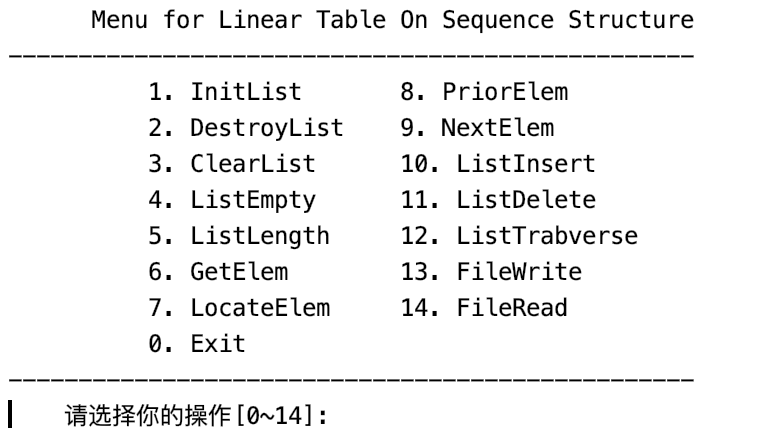 Menu for Linear Table On Sequence Structure
-------------------------------------------------
1. InitList 8. PriorElem
2. DestroyList 9. NextElem
3. ClearList 10. ListInsert
4. ListEmpty 11. ListDelete
5. ListLength 12. ListTrabverse
6. GetElem 13. FileWrite
7. LocateElem 14. FileRead
0. Exit
-------------------------------------------------
请选择你的操作[0~14]: